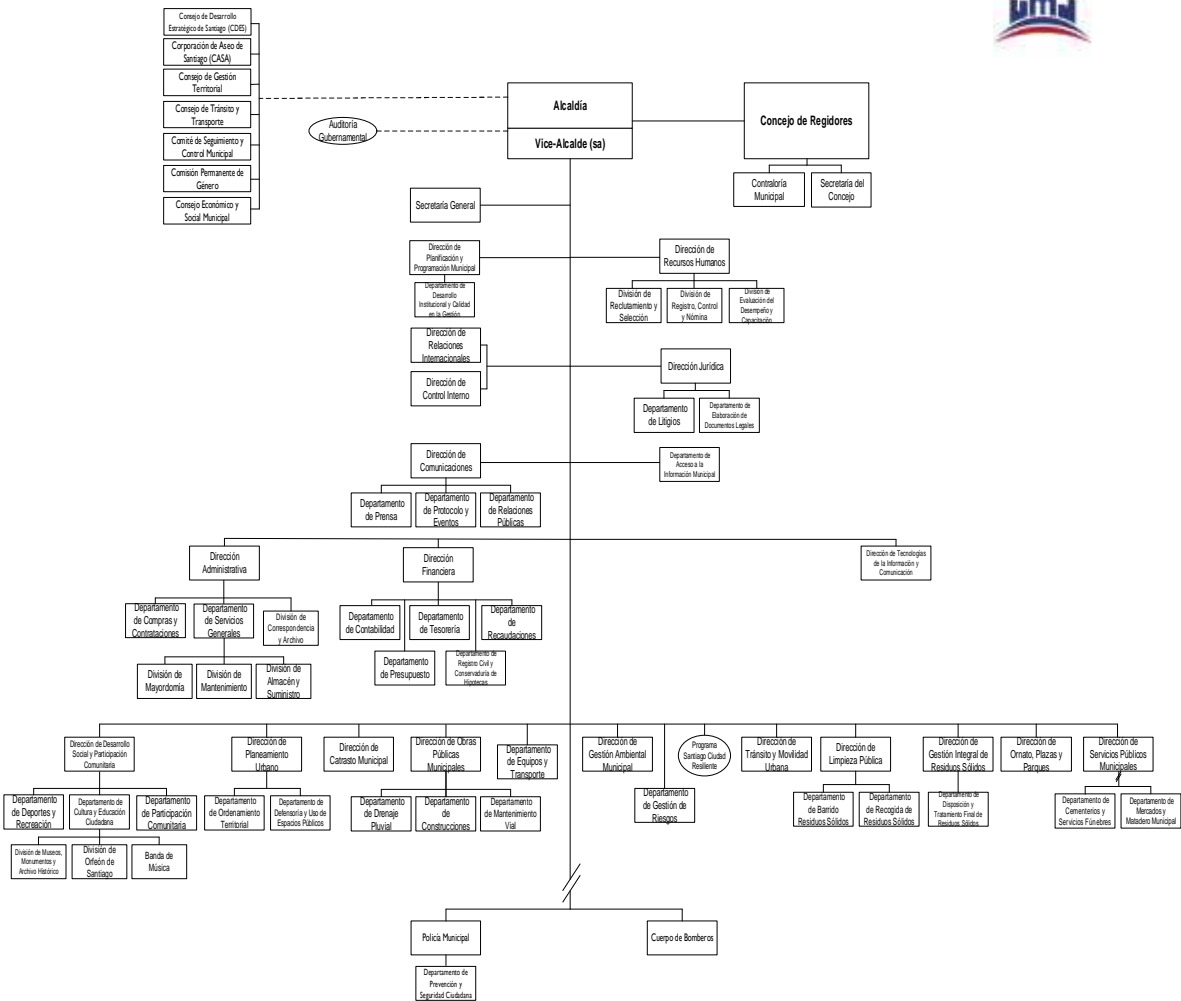 Consejo de Desarrollo
Estratégico de Santiago (CDES)
Corporación de Aseo de
Santiago (CASA)
Consejo de Gestión
Territorial
Consejo de Tránsito y
Transporte
Comité de Seguimiento y
Control Municipal
Comisión Permanente de
Género
Consejo Económico y
Social Municipal
Auditoría
Gubernamental
Alcaldía
Vice-Alcalde (sa)
Concejo de Regidores
Contraloría
Municipal
Secretaría del
Concejo
Secretaría General
Dirección de
Planificación y
Programación Municipal
Departamento de
Desarrollo
Institucional y Calidad
en la Gestión
Dirección de
Recursos Humanos
División de
Reclutamiento y
Selección
División de
Registro, Control
y Nómina
División de
Evaluación del
Desempeño y
Capacitación
Dirección de
Relaciones
Internacionales
Dirección de
Control Interno
Dirección Jurídica
Departamento
de Litigios
Departamento de
Elaboración de
Documentos Legales
Dirección de
Comunicaciones
Departamento de
Acceso a la
Información Municipal
Departamento
de Prensa
Departamento
de Protocolo y
Eventos
Departamento
de Relaciones
Públicas
Dirección
Administrativa
Dirección
Financiera
Dirección de Tecnologías
de la Información y
Comunicación
Departamento
de Compras y
Contrataciones
Departamento
de Servicios
Generales
División de
Correspondencia
y Archivo
División de
Mayordomía
División de
Mantenimiento
División de
Almacén y
Suministro
Departamento
de Contabilidad
Departamento
de Tesorería
Departamento
de
Recaudaciones
Departamento
de Presupuesto
Departamento de
Registro Civil y
Conservaduría de
Hipotecas
Dirección de Desarrollo
Social y Participación
Comunitaria
Dirección de
Planeamiento
Urbano
Dirección de
Catrasto Municipal
Dirección de Obras
Públicas
Municipales
Departamento
de Equipos y
Transporte
Dirección de
Gestión Ambiental
Municipal
Programa
Santiago Ciudad
Resiliente
Dirección de
Tránsito y Movilidad
Urbana
Dirección de
Limpieza Pública
Dirección de
Gestión Integral de
Residuos Sólidos
Dirección de
Ornato, Plazas y
Parques
Dirección de
Servicios Públicos
Municipales
Departamento
de Deportes y
Recreación
Departamento de
Cultura y Educación
Ciudadana
Departamento
de Participación
Comunitaria
Departamento
de Ordenamiento
Territorial
Departamento de
Defensoría y Uso de
Espacios Públicos
Departamento
de Drenaje
Pluvial
Departamento
de
Construcciones
Departamento
de Mantenimiento
Vial
Departamento
de Gestión de
Riesgos
Departamento
de Barrido
Residuos Sólidos
Departamento
de Recogida de
Residuos Sólidos
Departamento de
Disposición y
Tratamiento Final de
Residuos Sólidos
Departamento de
Cementerios y
Servicios Fúnebres
Departamento de
Mercados y
Matadero Municipal
División de Museos,
Monumentos y
Archivo Histórico
División de
Orfeón de
Santiago
Banda de
Música
Policía Municipal
Cuerpo de Bomberos
Departamento de
Prevención y
Seguridad Ciudadana